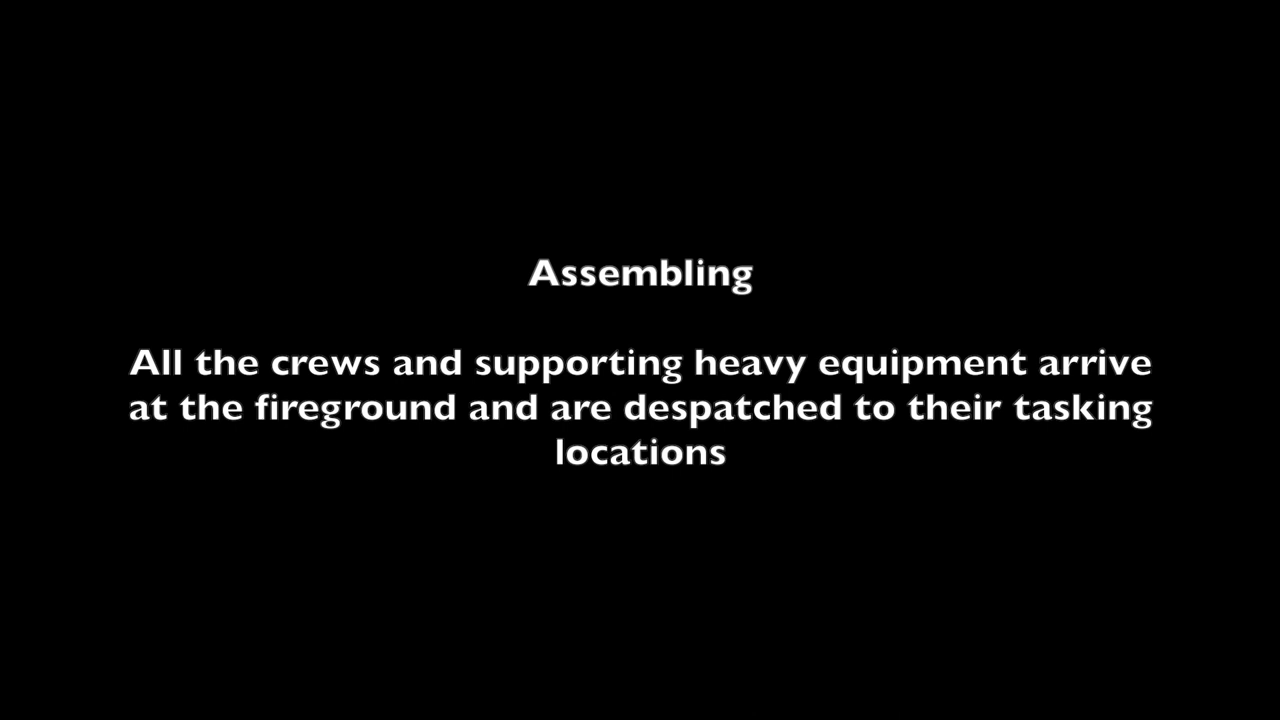 Assembling
All the crews and supporting heavy equipment arrive
at the fireground and are despatched to their tasking
locations